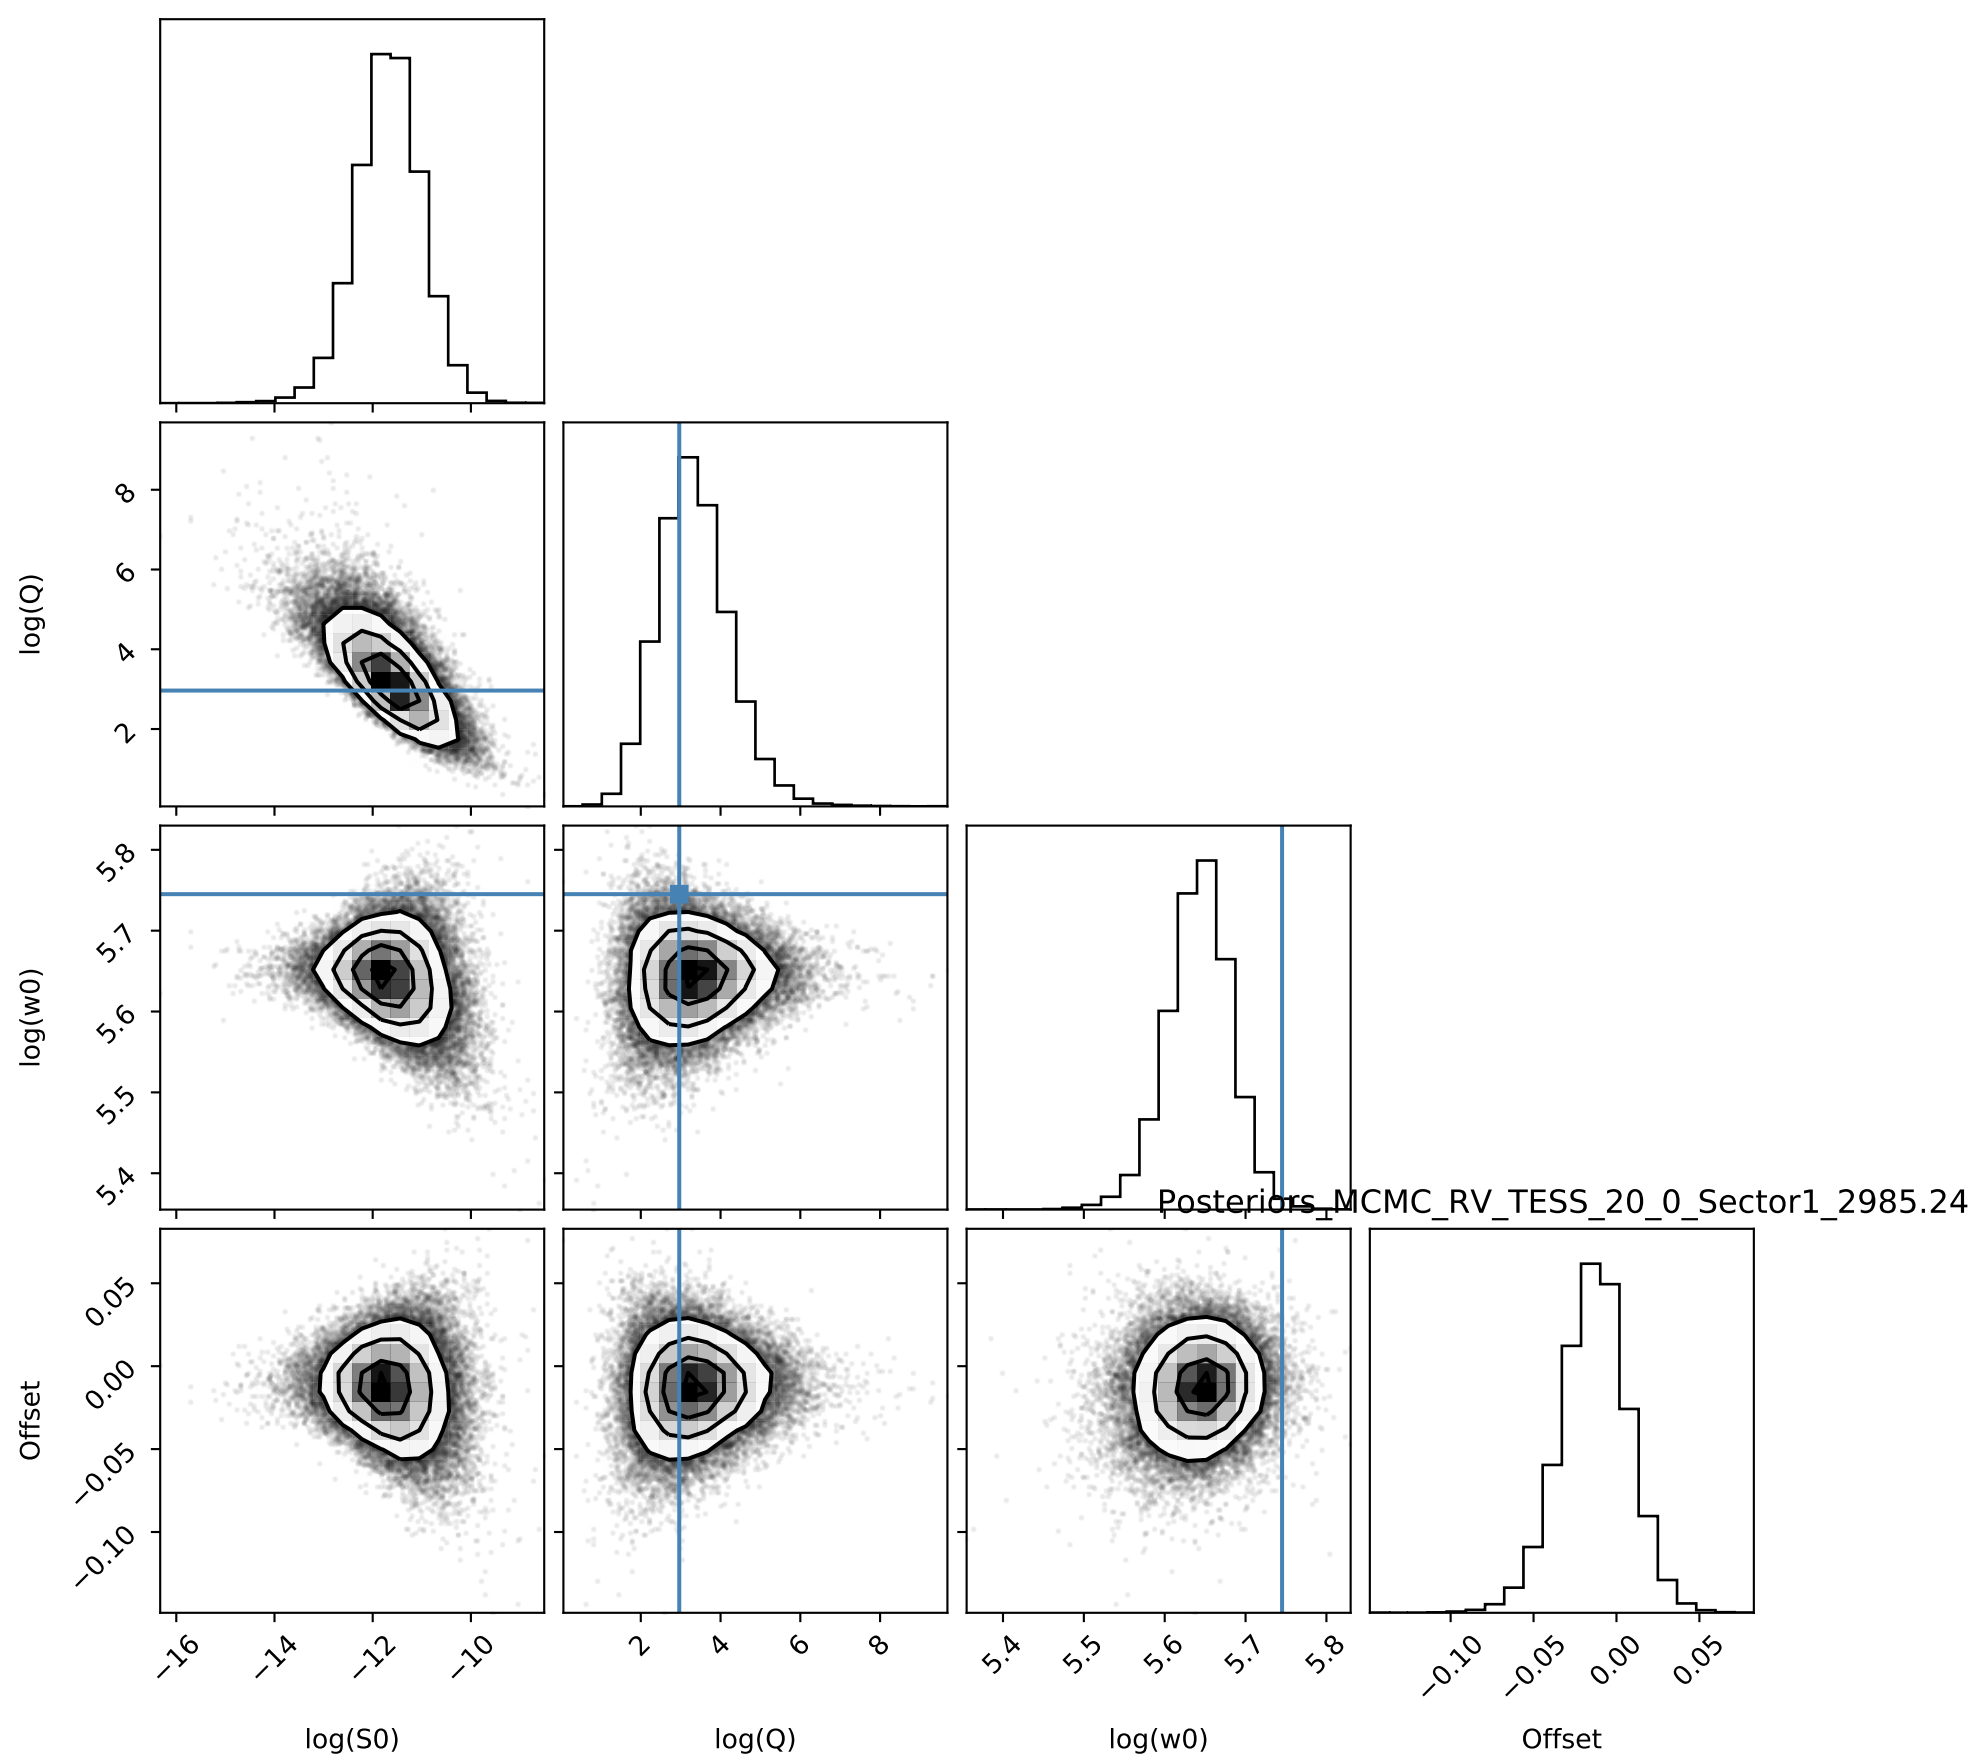 log(Q)
8
6
4
2
log(w0)
5.8
5.7
5.6
5.5
5.4
Posteriors_MCMC_RV_TESS_20_0_Sector1_2985.24
Offset
0.05
0.00
−0.05
−0.10
−16 −14 −12 −10 2 4 6 8 5.4 5.5 5.6 5.7 5.8 −0.10 −0.05 0.00 0.05
log(S0) log(Q) log(w0) Offset